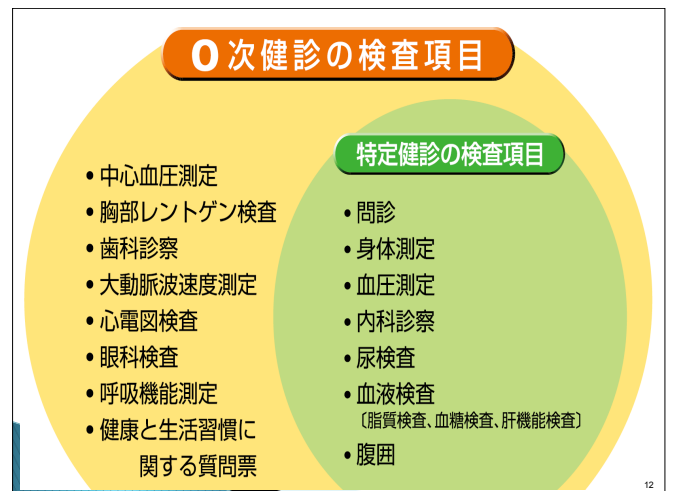 0次健診の検査項目
特定健診の検査項目
•中心血圧測定
•胸部レントゲン検査
•歯科診察
•大動脈波速度測定
•心電図検査
•眼科検査
•呼吸機能測定
•健康と生活習慣に
関する質問票
•問診
•身体測定
•血圧測定
•内科診察
•尿検査
•血液検査
〔脂質検査、血糖検査、肝機能検査〕
•腹囲
12